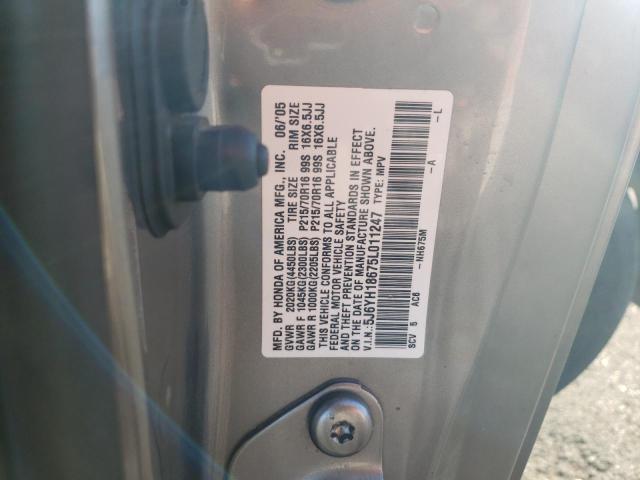 MFD. BY HONDA OF AMERICA MFG., INC. 06/'05
GVWR 2020KG(4450LBS) TIRE SIZE RIM SIZE
GAWR F 1045KG(2300LBS) P215/70R16 99S 16X6.5JJ
GAWR R 1000KG(2205LBS) P215/70R16 99S 16X6.5JJ
THIS VEHICLE CONFORMS TO ALL APPLICABLE
FEDERAL MOTOR VEHICLE SAFETY
AND THEFT PREVENTION STANDARDS IN EFFECT
ON THE DATE OF MANUFACTURE SHOWN ABOVE.
V.I.N.:5J6YH18675L011247 TYPE: MPV
SCV 5 AC6 -NH675M -A -L